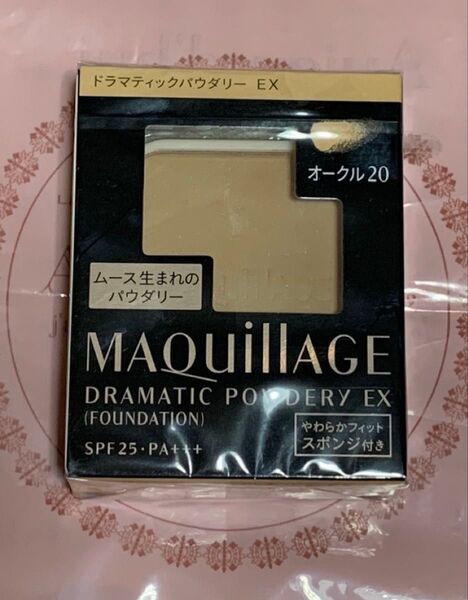 ドラマティックパウダリー EX
オークル20
ムース生まれの
パウダリー
MAQuillAGE
DRAMATIC POWDERY EX
(FOUNDATION)
SPF25・PA+++
やわらかフィット
スポンジ付き